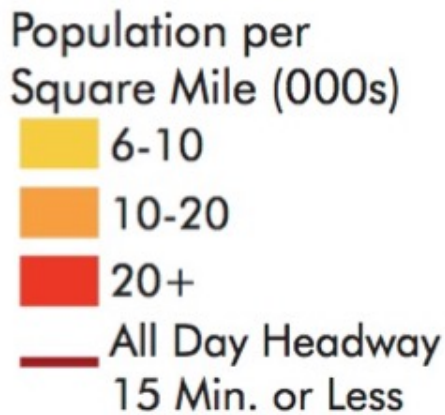 Population per
Square Mile (000s)
6-10
10-20
20+
All Day Headway
15 Min. or Less